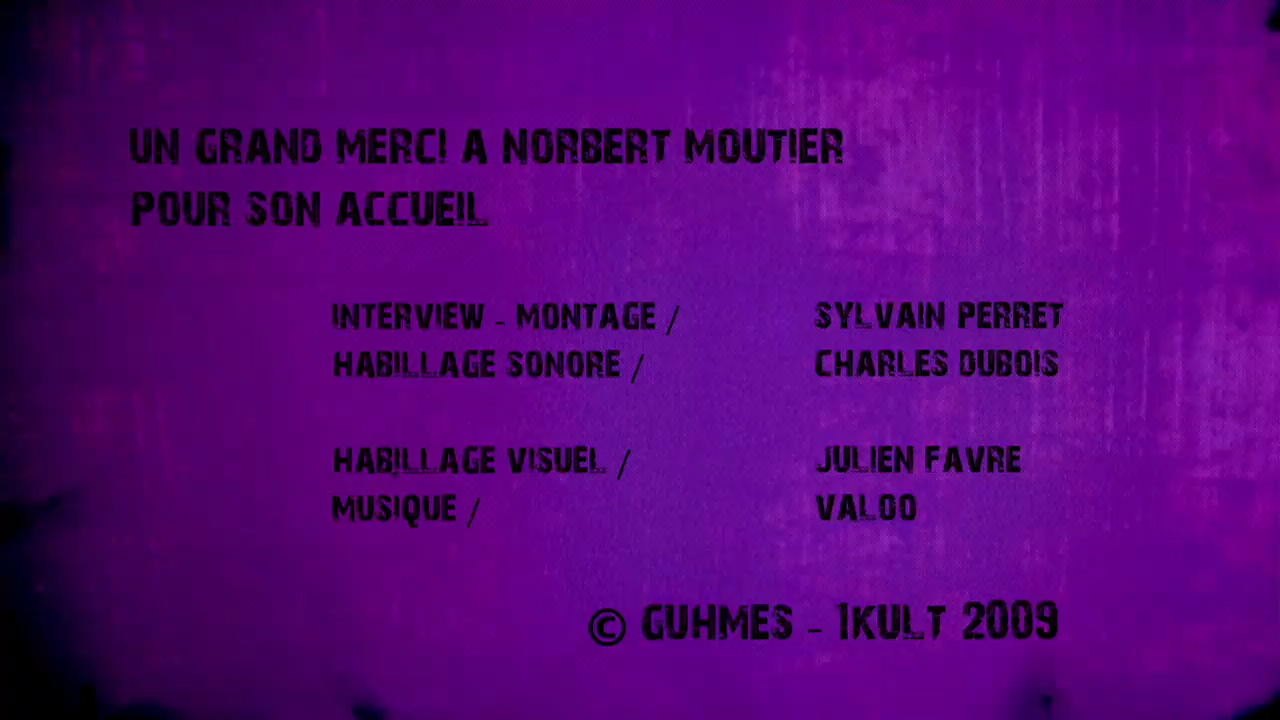 UN GRAND MERCI A NORBERT MOUTIER
POUR SON ACCUEIL
INTERVIEW - MONTAGE / SYLVAIN PERRET
HABILLAGE SONORE / CHARLES DUBOIS
HABILLAGE VISUEL / JULIEN FAVRE
MUSIQUE / VALOO
© GUHMES - 1KULT 2009